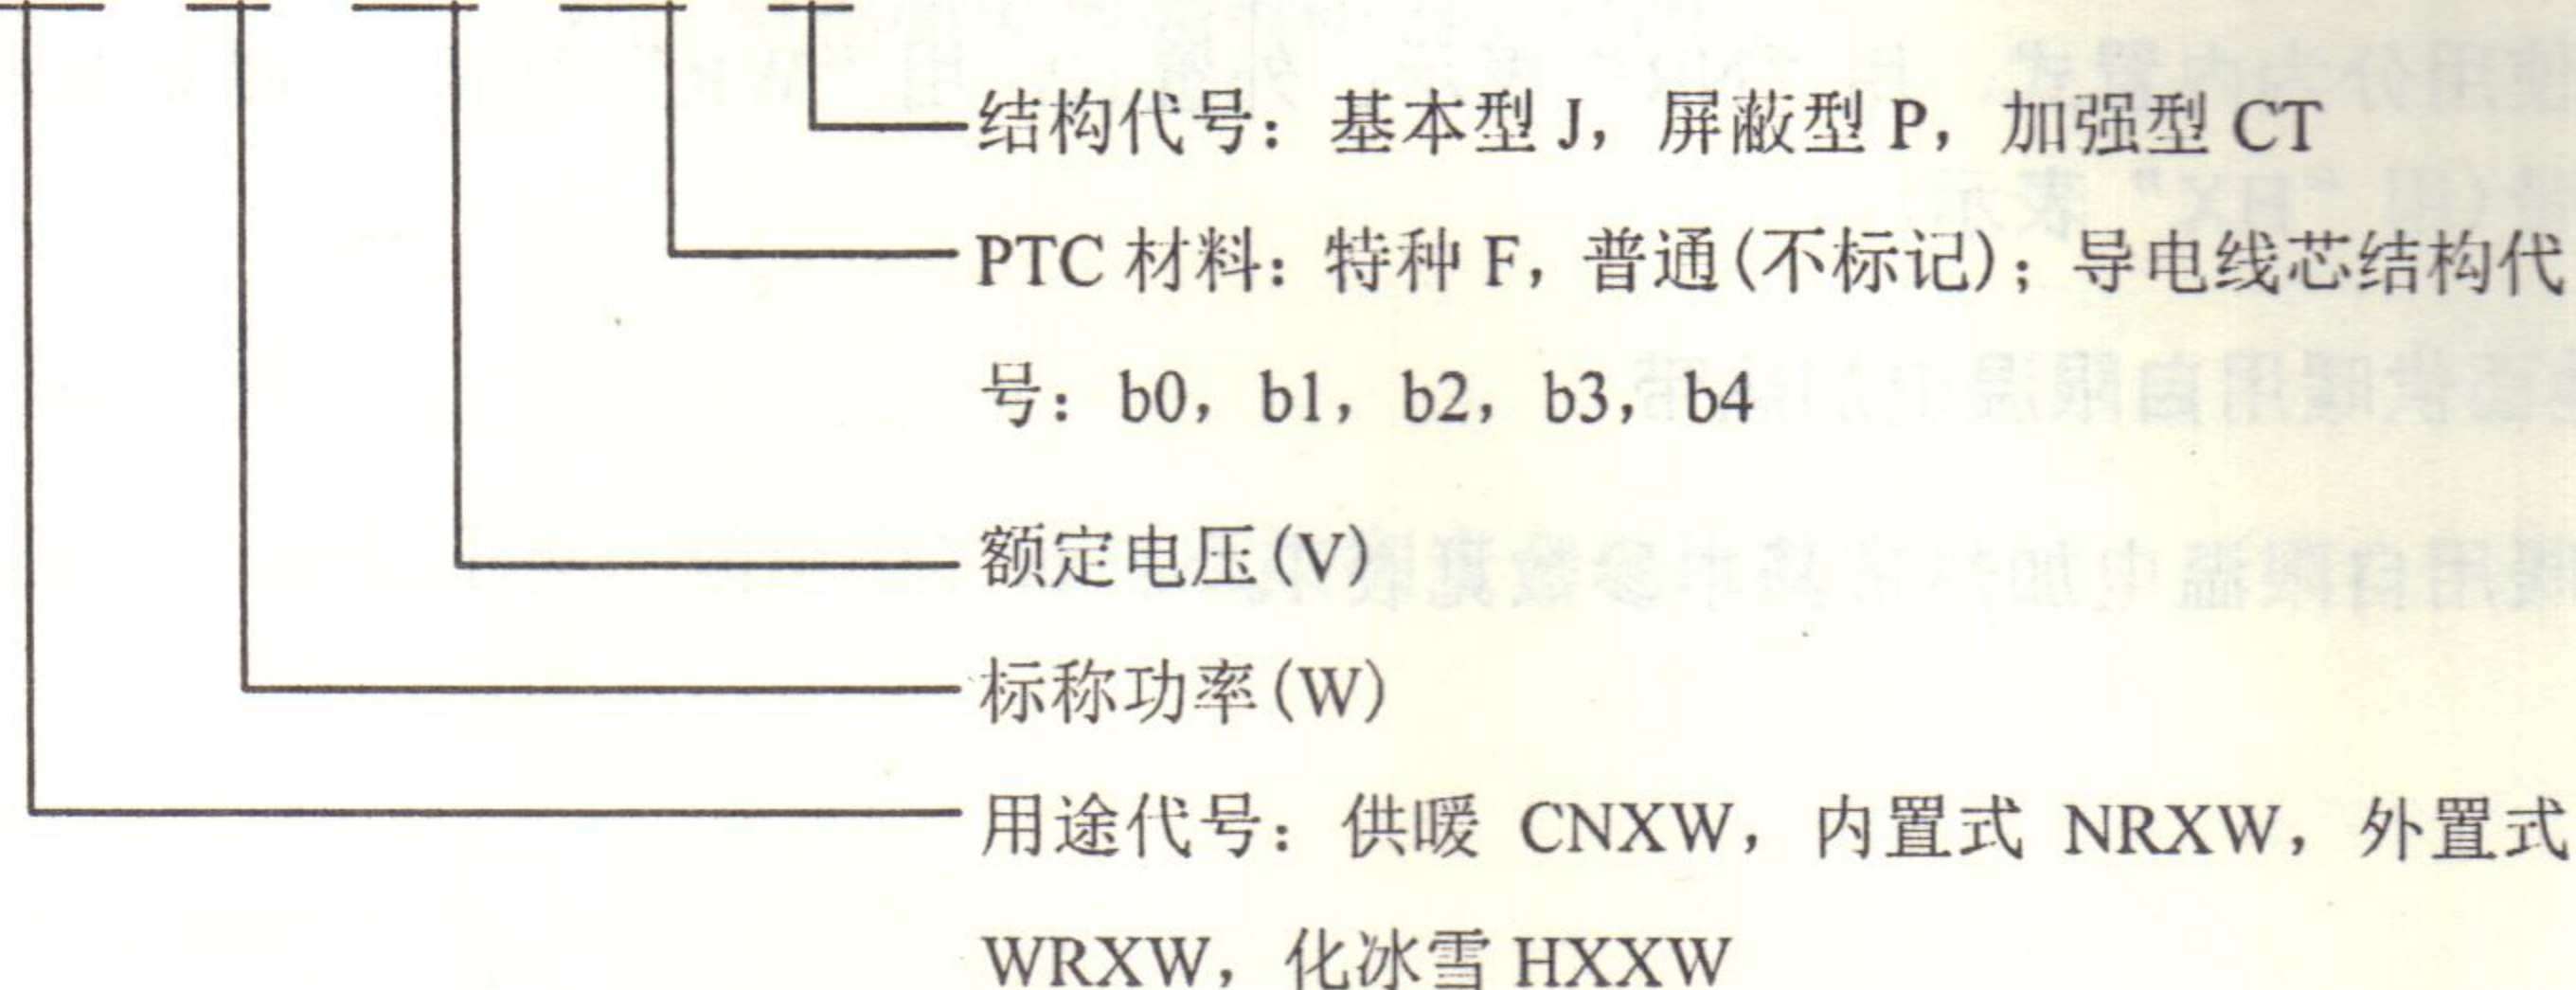 结构代号：基本型 J，屏蔽型 P，加强型 CT
PTC 材料：特种 F，普通(不标记)；导电线芯结构代
号：b0，b1，b2，b3，b4
额定电压(V)
标称功率(W)
用途代号：供暖 CNXW，内置式 NRXW，外置式
WRXW，化冰雪 HXXW